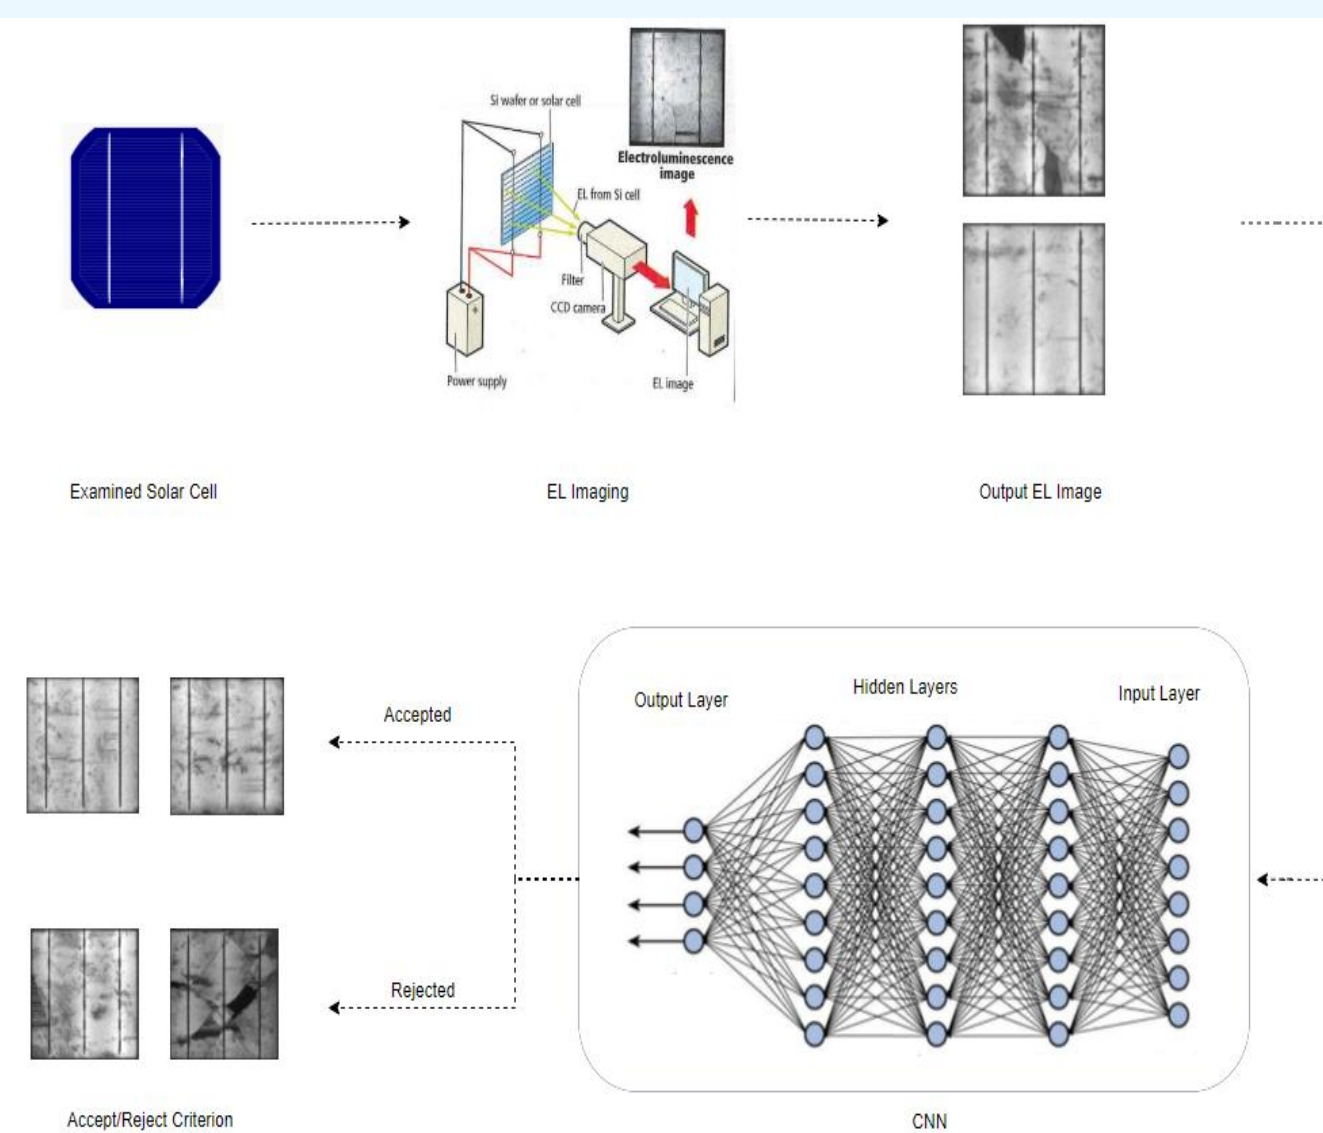 Si wafer or solar cell
Electroluminescence
image
EL from Si cell
Filter
CCD camera
Power supply
EL image
Examined Solar Cell
EL Imaging
Output EL Image
Output Layer
Hidden Layers
Input Layer
Accepted
Rejected
Accept/Reject Criterion
CNN